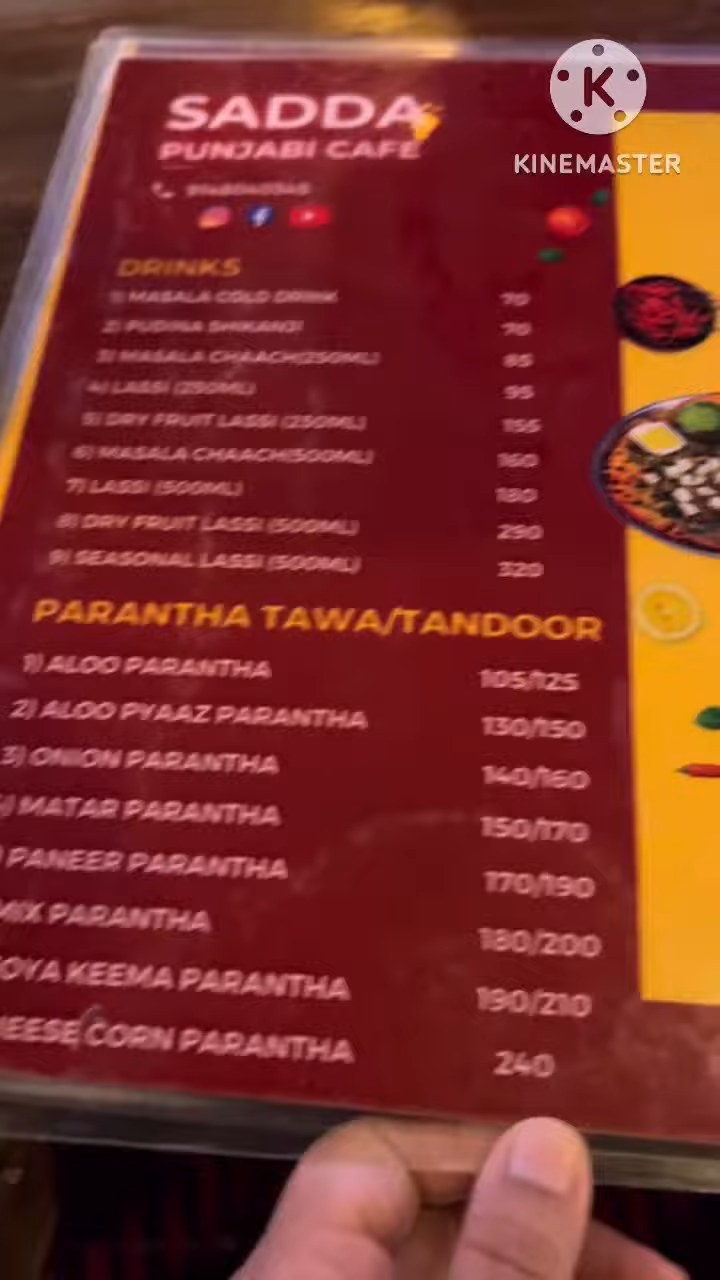 KINEMASTER
SADDA
PUNJABI CAFE
DRINKS
1) MASALA COLD DRINK 70
2) PUDINA SHIKANJI 70
3) MASALA CHAACH(250ML) 85
4) LASSI (250ML) 95
5) DRY FRUIT LASSI (250ML) 155
6) MASALA CHAACH(500ML) 160
7) LASSI (500ML) 180
8) DRY FRUIT LASSI (500ML) 290
9) SEASONAL LASSI (500ML) 320
PARANTHA TAWA/TANDOOR
1) ALOO PARANTHA 105/125
2) ALOO PYAAZ PARANTHA 130/150
3) ONION PARANTHA 140/160
) MATAR PARANTHA 150/170
) PANEER PARANTHA 170/190
MIX PARANTHA 180/200
OYA KEEMA PARANTHA 190/210
EESE CORN PARANTHA 240